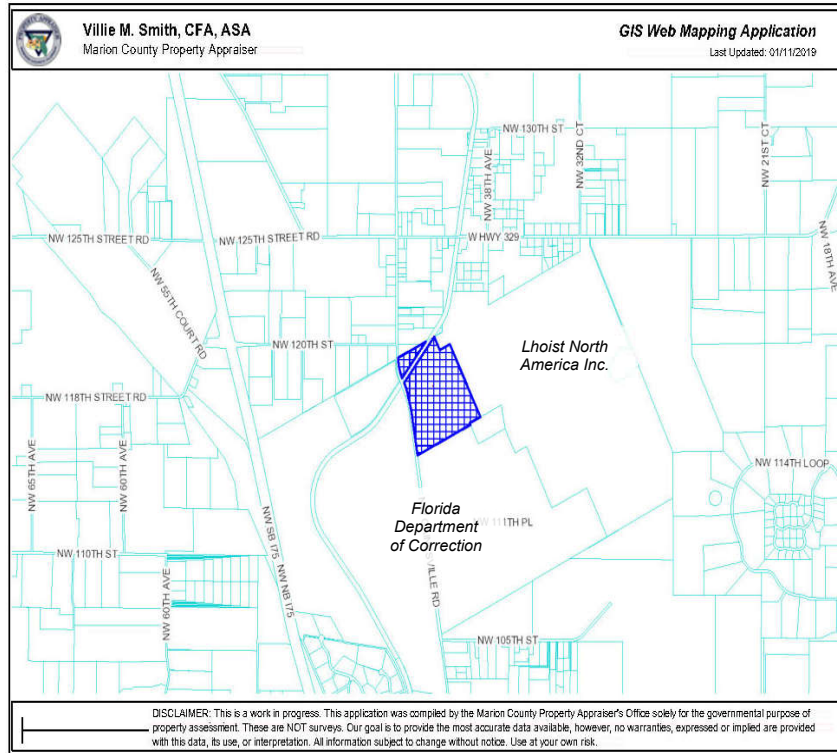 Villie M. Smith, CFA, ASA
Marion County Property Appraiser
GIS Web Mapping Application
Last Updated: 01/11/2019
NW 130TH ST
NW 38TH AVE
NW 32ND CT
NW 21ST CT
NW 125TH STREET RD
NW 125TH STREET RD
W HWY 329
NW 18TH AVE
NW 55TH COURT RD
NW 120TH ST
Lhoist North
America Inc.
NW 118TH STREET RD
NW 65TH AVE
NW 60TH AVE
NW 114TH LOOP
Florida
Department
of Correction
111TH PL
NW SB I75
NW NB I75
VILLE RD
NW 110TH ST
NW 60TH AVE
NW 105TH ST
DISCLAIMER: This is a work in progress. This application was compiled by the Marion County Property Appraiser's Office solely for the governmental purpose of
property assessment. These are NOT surveys. Our goal is to provide the most accurate data available, however, no warranties, expressed or implied are provided
with this data, its use, or interpretation. All information subject to change without notice. Use at your own risk.